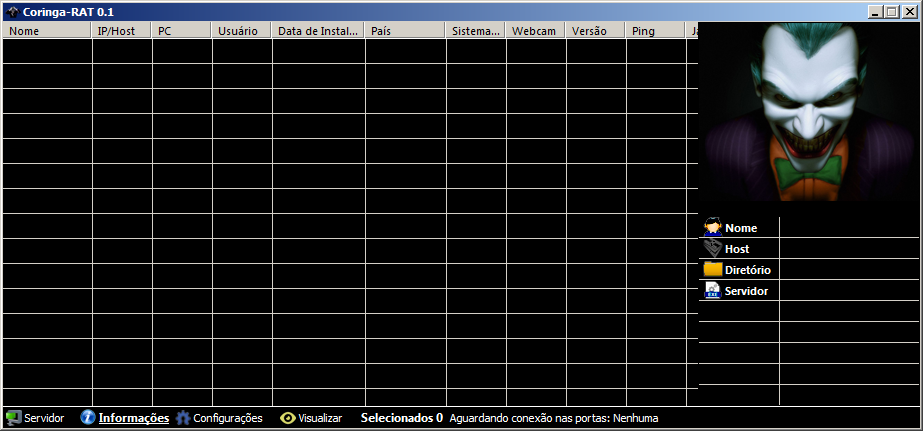 Coringa-RAT 0.1
Nome IP/Host PC Usuário Data de Instal... País Sistema... Webcam Versão Ping
Nome
Host
Diretório
Servidor
Servidor Informações Configurações Visualizar Selecionados 0 Aguardando conexão nas portas: Nenhuma